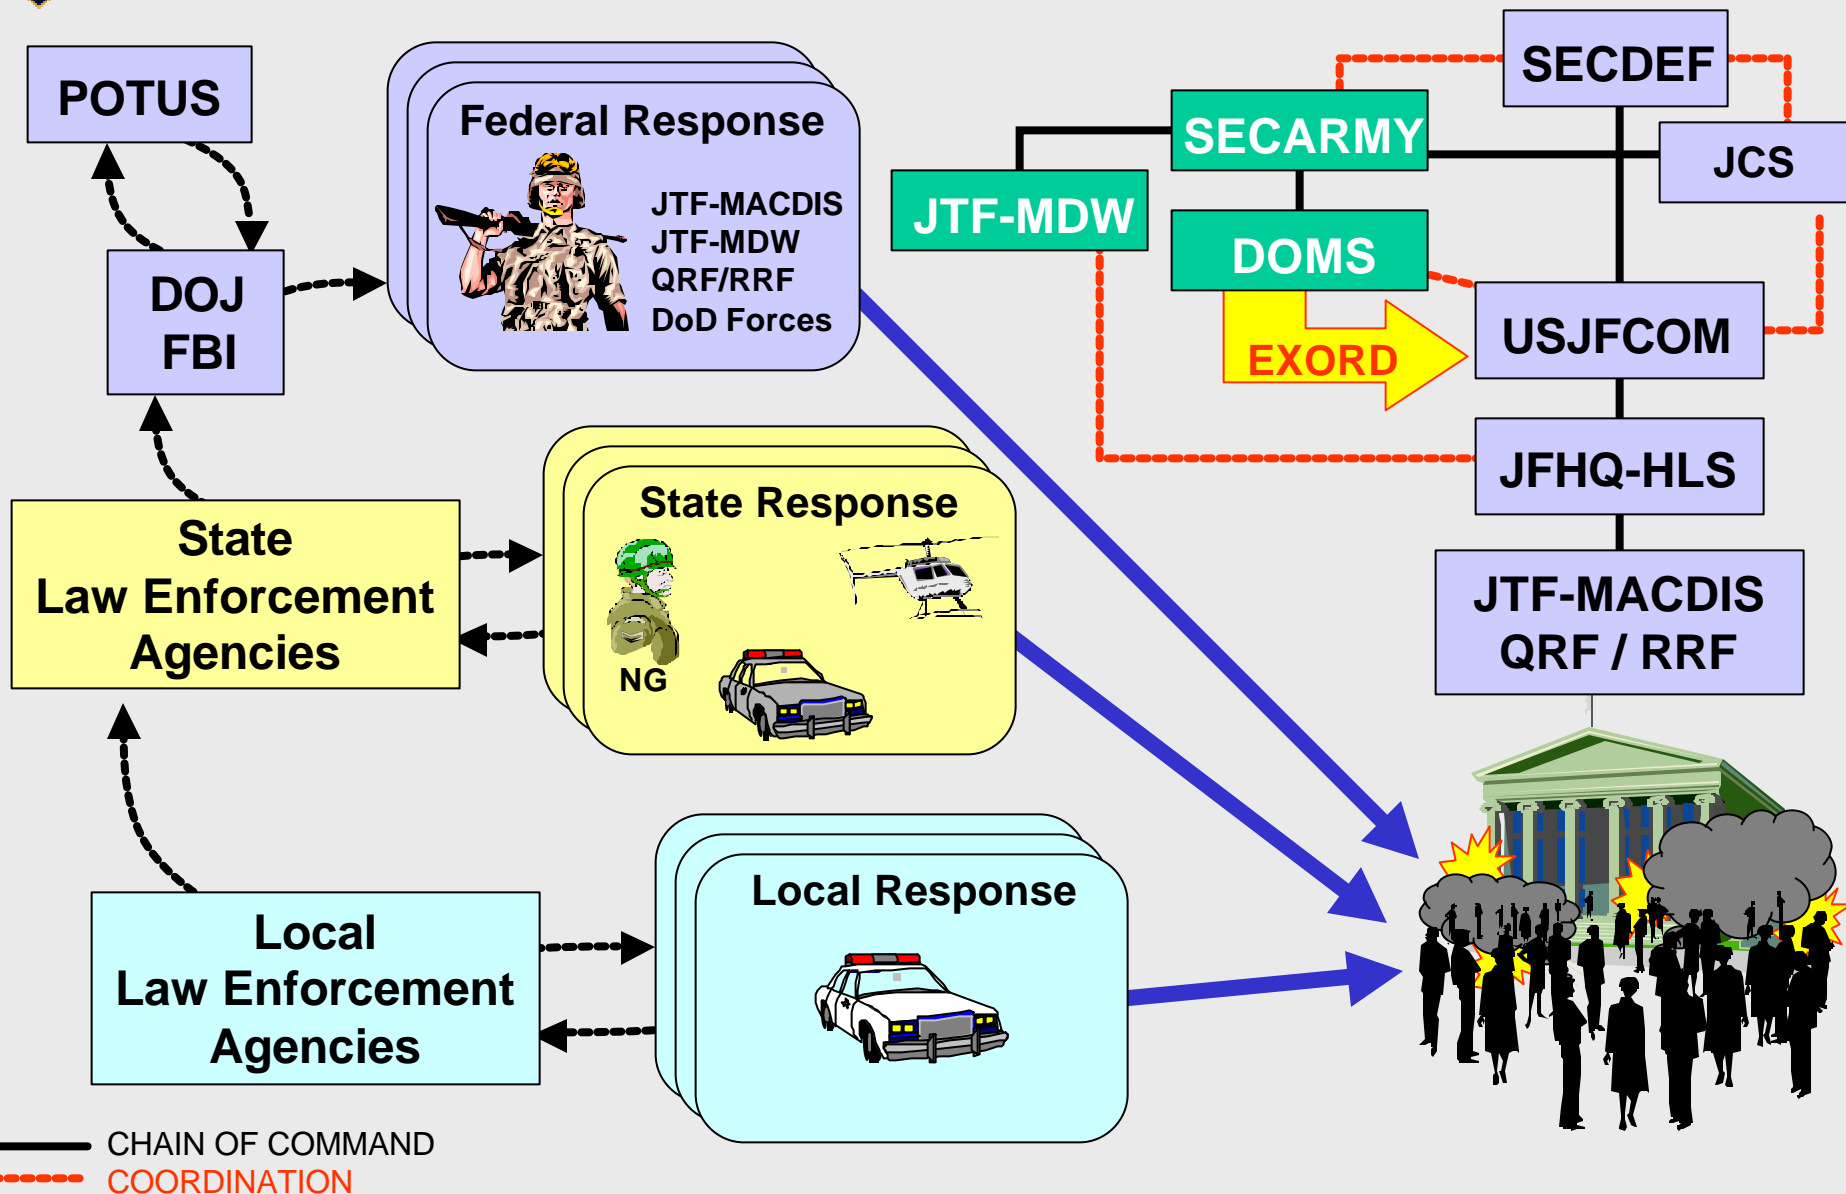 POTUS
DOJ
FBI
State
Law Enforcement
Agencies
Local
Law Enforcement
Agencies
Federal Response
JTF-MACDIS
JTF-MDW
QRF/RRF
DoD Forces
State Response
NG
Local Response
SECDEF
SECARMY
JCS
JTF-MDW
DOMS
EXORD
USJFCOM
JFHQ-HLS
JTF-MACDIS
QRF / RRF
CHAIN OF COMMAND
COORDINATION